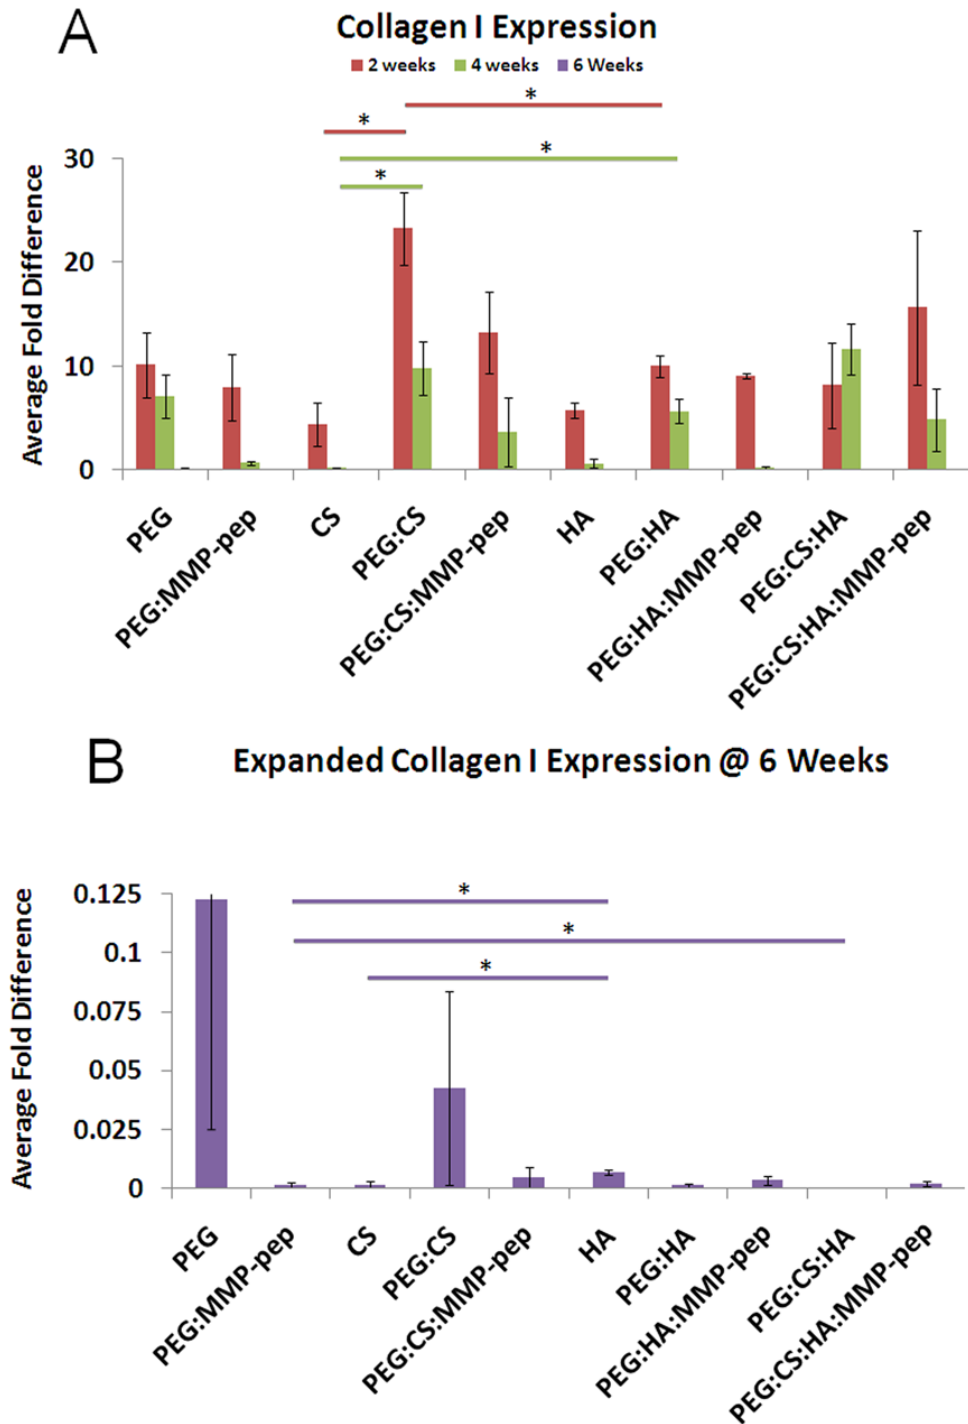 A
Collagen I Expression
2 weeks 4 weeks 6 Weeks
*
*
*
*
Average Fold Difference
30
20
10
0
PEG
PEG:MMP-pep
CS
PEG:CS
PEG:CS:MMP-pep
HA
PEG:HA
PEG:HA:MMP-pep
PEG:CS:HA
PEG:CS:HA:MMP-pep
B
Expanded Collagen I Expression @ 6 Weeks
*
*
*
Average Fold Difference
0.125
0.1
0.075
0.05
0.025
0
PEG
PEG:MMP-pep
CS
PEG:CS
PEG:CS:MMP-pep
HA
PEG:HA
PEG:HA:MMP-pep
PEG:CS:HA
PEG:CS:HA:MMP-pep